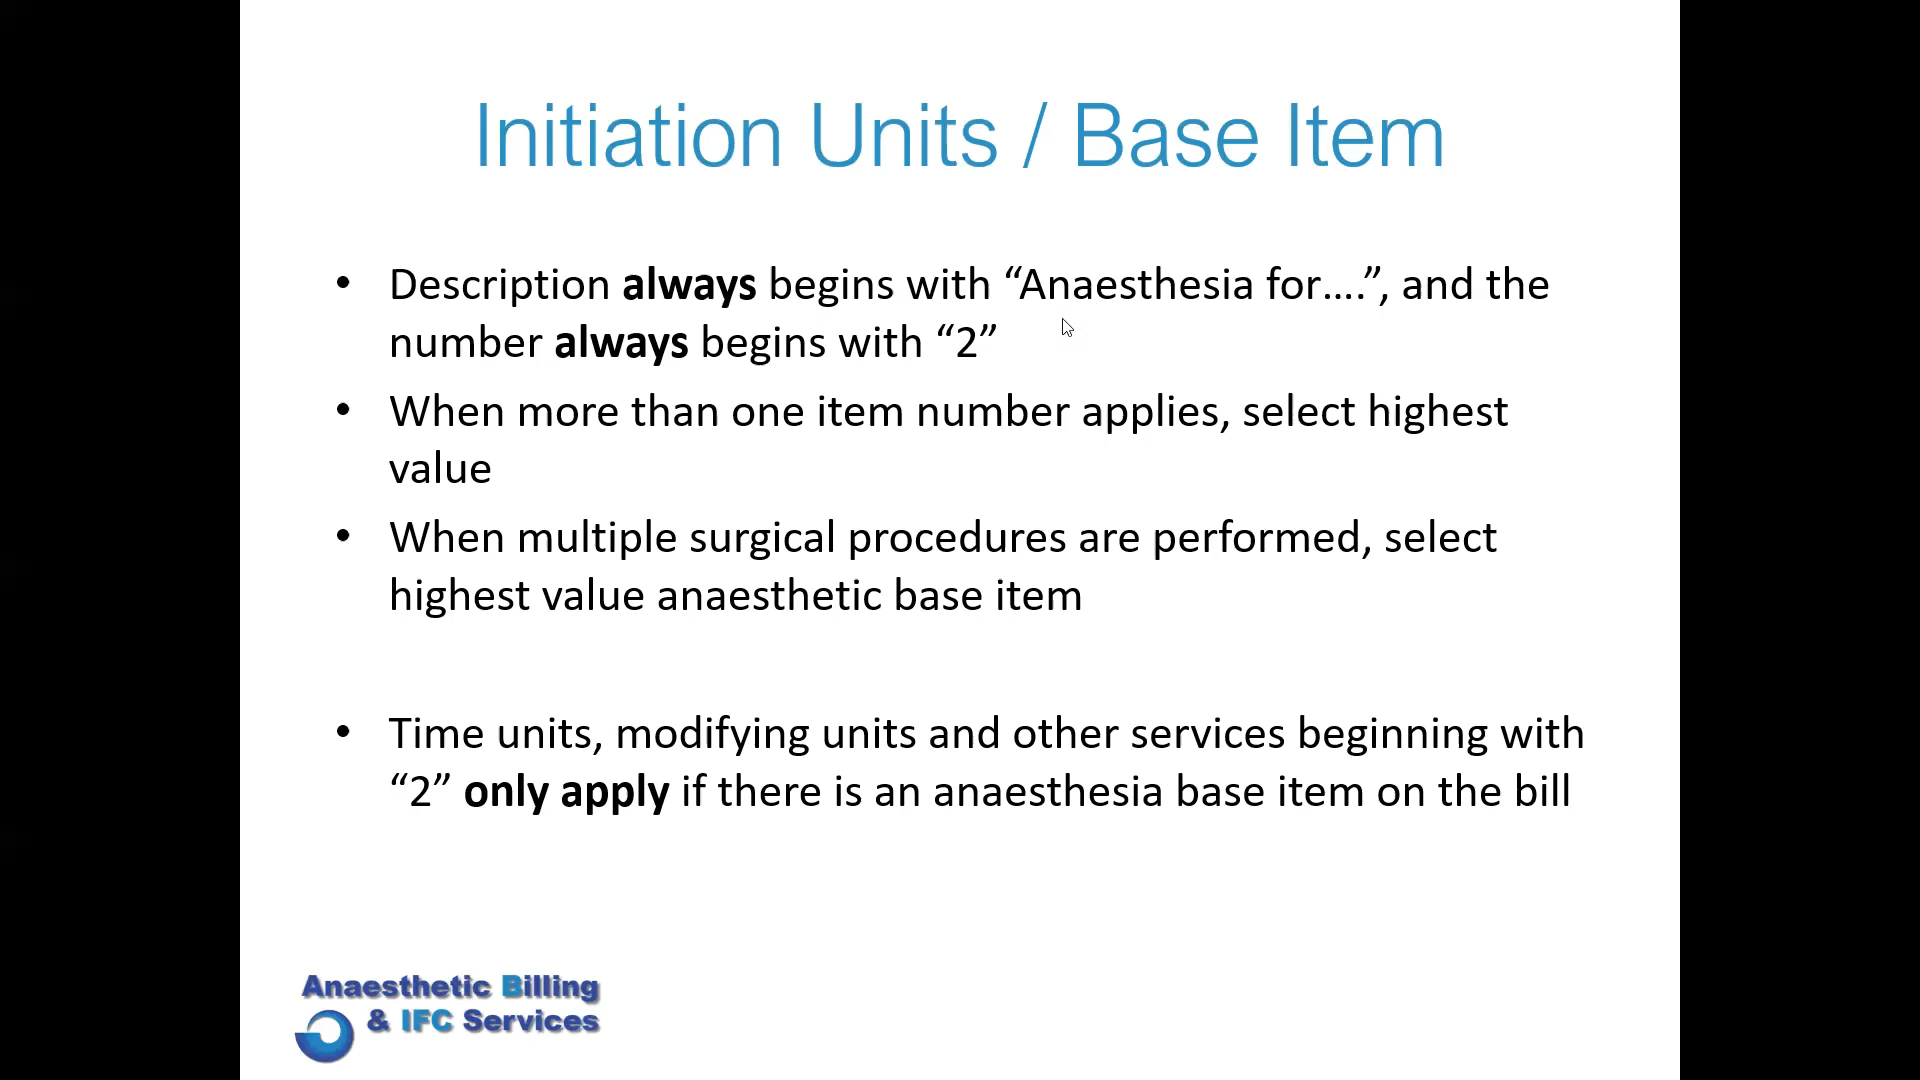 Initiation Units / Base Item
• Description always begins with “Anaesthesia for....”, and the
number always begins with “2”
• When more than one item number applies, select highest
value
• When multiple surgical procedures are performed, select
highest value anaesthetic base item
• Time units, modifying units and other services beginning with
“2” only apply if there is an anaesthesia base item on the bill
Anaesthetic Billing
& IFC Services